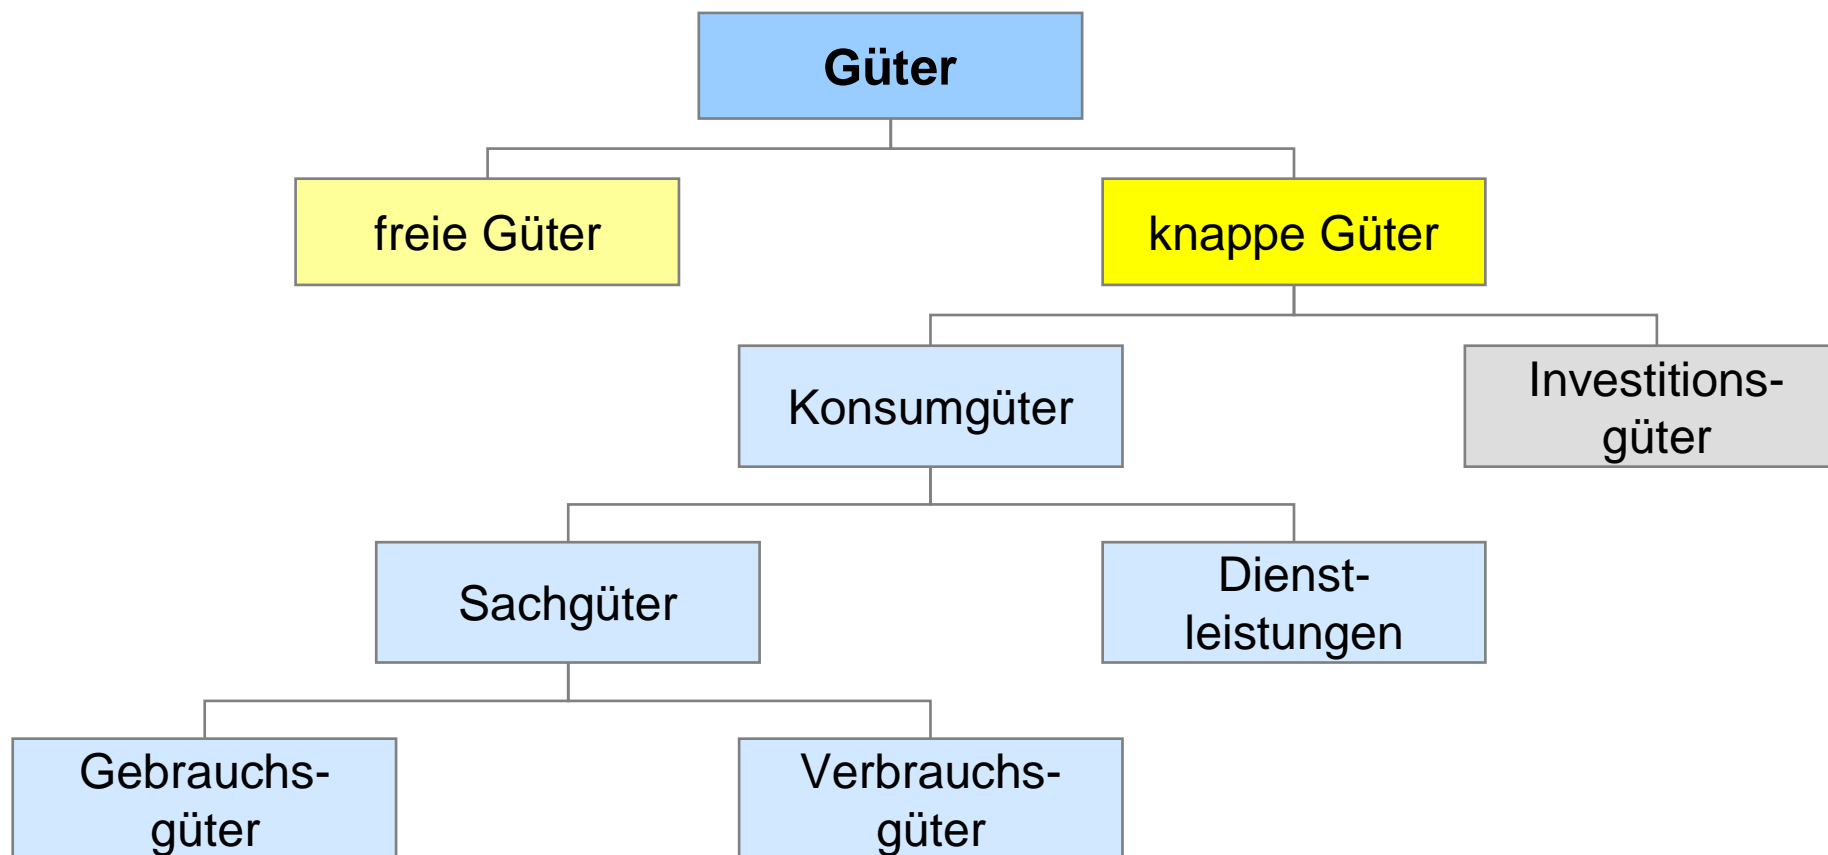 Güter
freie Güter
knappe Güter
Konsumgüter
Investitions-
güter
Sachgüter
Dienst-
leistungen
Gebrauchs-
güter
Verbrauchs-
güter